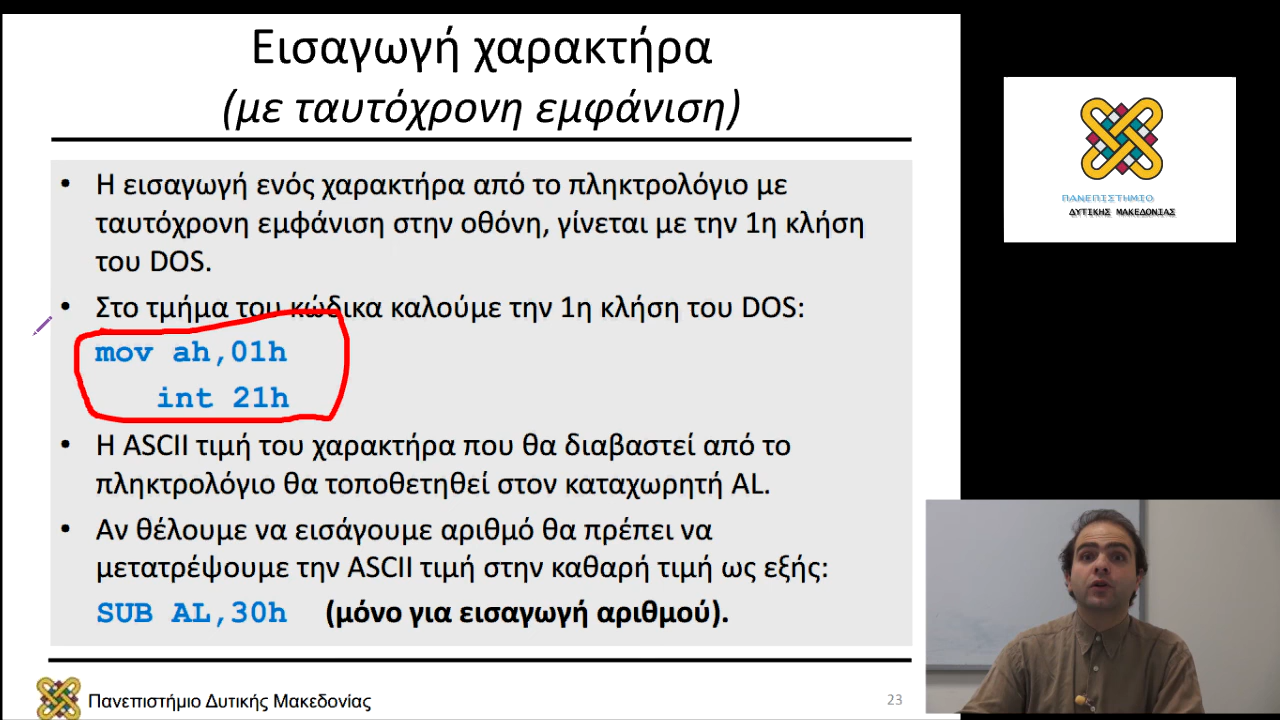 Εισαγωγή χαρακτήρα
(με ταυτόχρονη εμφάνιση)
• Η εισαγωγή ενός χαρακτήρα από το πληκτρολόγιο με
ταυτόχρονη εμφάνιση στην οθόνη, γίνεται με την 1η κλήση
του DOS.
• Στο τμήμα του κώδικα καλούμε την 1η κλήση του DOS:
mov ah,01h
int 21h
• Η ASCII τιμή του χαρακτήρα που θα διαβαστεί από το
πληκτρολόγιο θα τοποθετηθεί στον καταχωρητή AL.
• Αν θέλουμε να εισάγουμε αριθμό θα πρέπει να
μετατρέψουμε την ASCII τιμή στην καθαρή τιμή ως εξής:
SUB AL,30h (μόνο για εισαγωγή αριθμού).
Πανεπιστήμιο Δυτικής Μακεδονίας
23
ΠΑΝΕΠΙΣΤΗΜΙΟ
ΔΥΤΙΚΗΣ ΜΑΚΕΔΟΝΙΑΣ